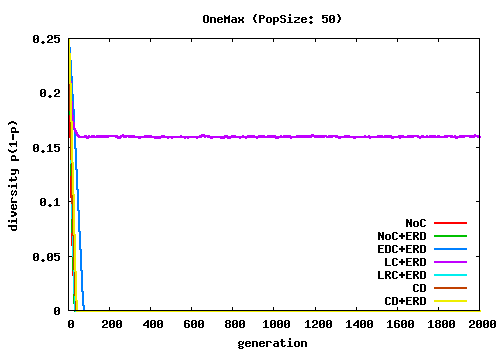 OneMax (PopSize: 50)
0.25
0.2
0.15
0.1
0.05
0
diversity p(1-p)
NoC
NoC+ERD
EDC+ERD
LC+ERD
LRC+ERD
CD
CD+ERD
0 200 400 600 800 1000 1200 1400 1600 1800 2000
generation